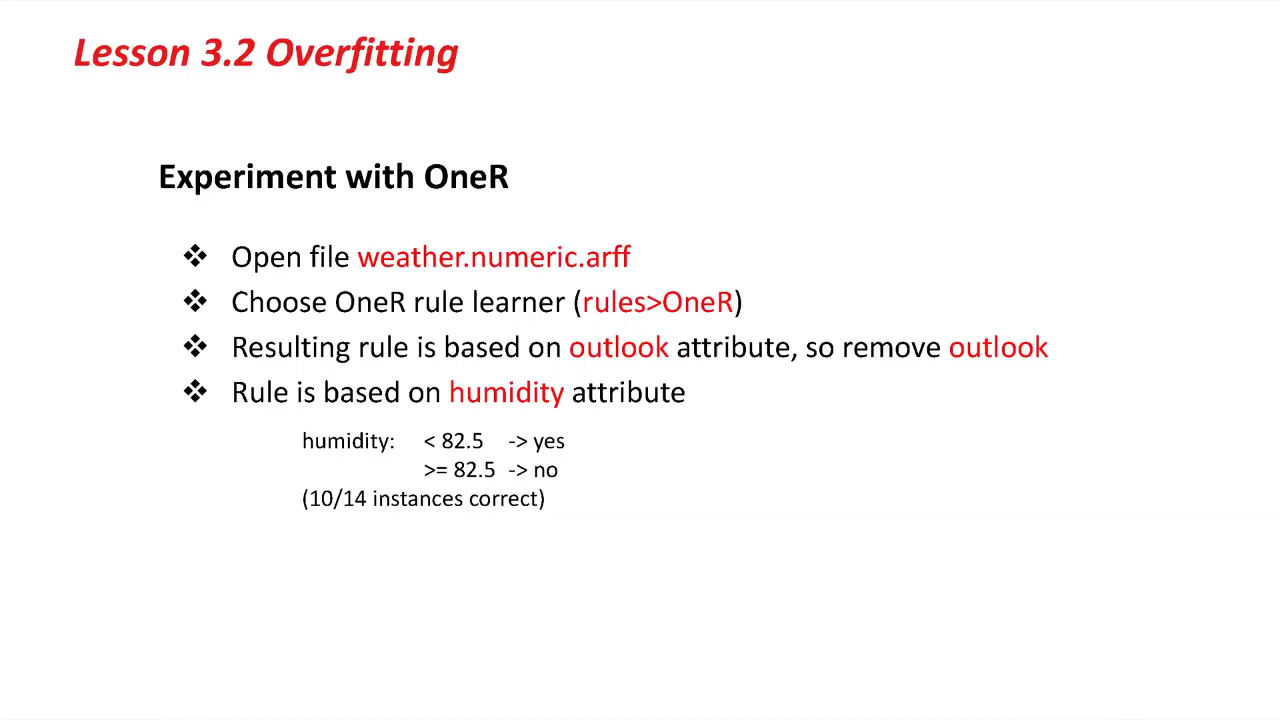 Lesson 3.2 Overfitting
Experiment with OneR
❖ Open file weather.numeric.arff
❖ Choose OneR rule learner (rules>OneR)
❖ Resulting rule is based on outlook attribute, so remove outlook
❖ Rule is based on humidity attribute
humidity: < 82.5 -> yes
>= 82.5 -> no
(10/14 instances correct)